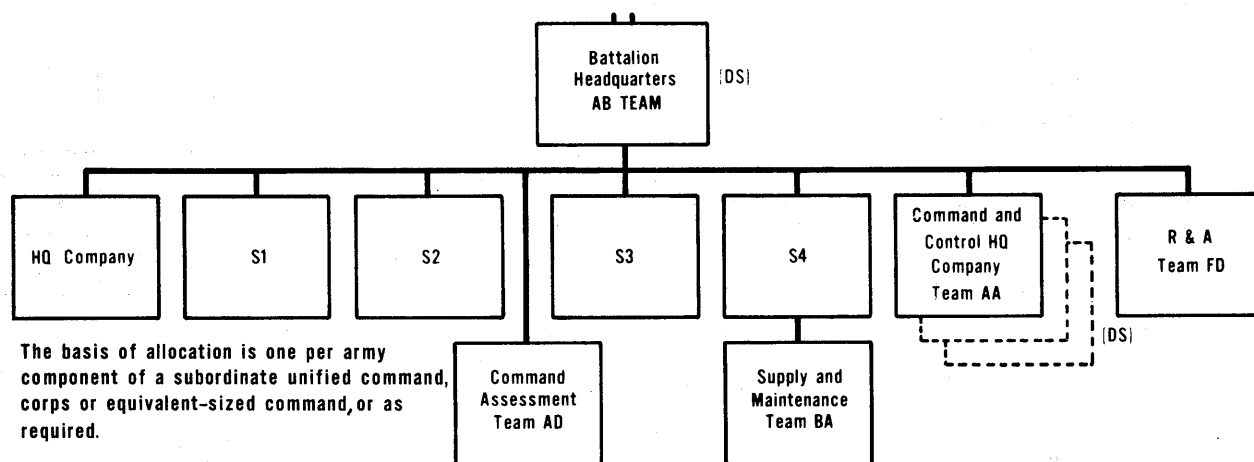 Battalion
Headquarters
AB TEAM
(DS)
HQ Company
S1
S2
S3
S4
Command and
Control HQ
Company
Team AA
R & A
Team FD
(DS)
The basis of allocation is one per army
component of a subordinate unified command,
corps or equivalent-sized command, or as
required.
Command
Assessment
Team AD
Supply and
Maintenance
Team BA